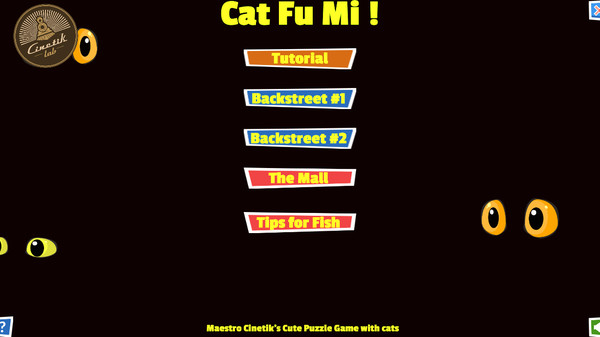 Cat Fu Mi !
Cinetik
lab
Tutorial
Backstreet #1
Backstreet #2
The Mall
Tips for Fish
?
Maestro Cinetik's Cute Puzzle Game with cats